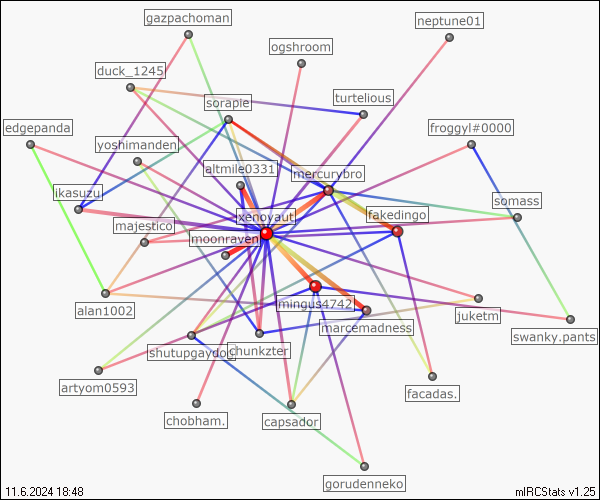 gazpachoman
neptune01
ogshroom
duck_1245
turtelious
soraple
edgepanda
froggyl#0000
yoshimanden
altmile0331
mercurybro
ikasuzu
somass
xenoyaut
fakedingo
majestico
moonraven
mingus4742
alan1002
juketm
marcemadness
swanky.pants
shutupgaydog
chunkzter
artyom0593
facadas.
chobham.
capsador
gorudenneko
11.6.2024 18:48
mIRCStats v1.25